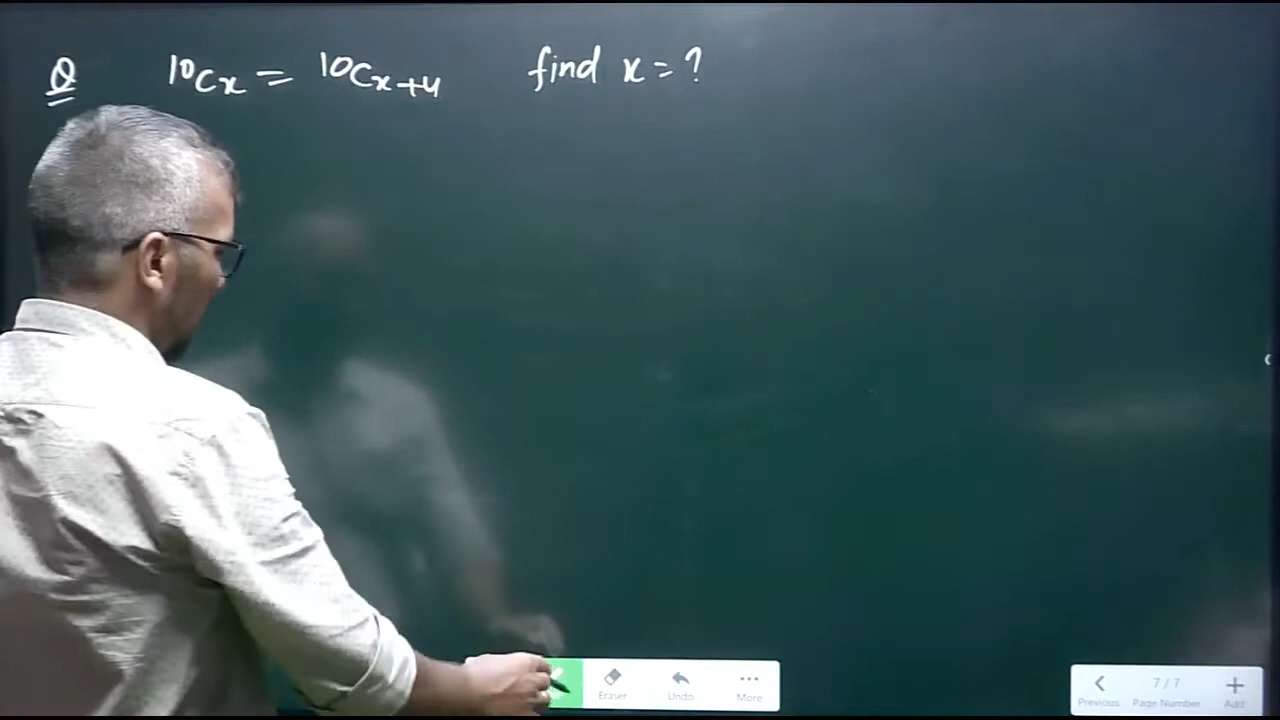 Q ¹⁰Cₓ = ¹⁰Cₓ₊₄ find x = ?
Eraser Undo More
7 / 7
Previous Page Number Add